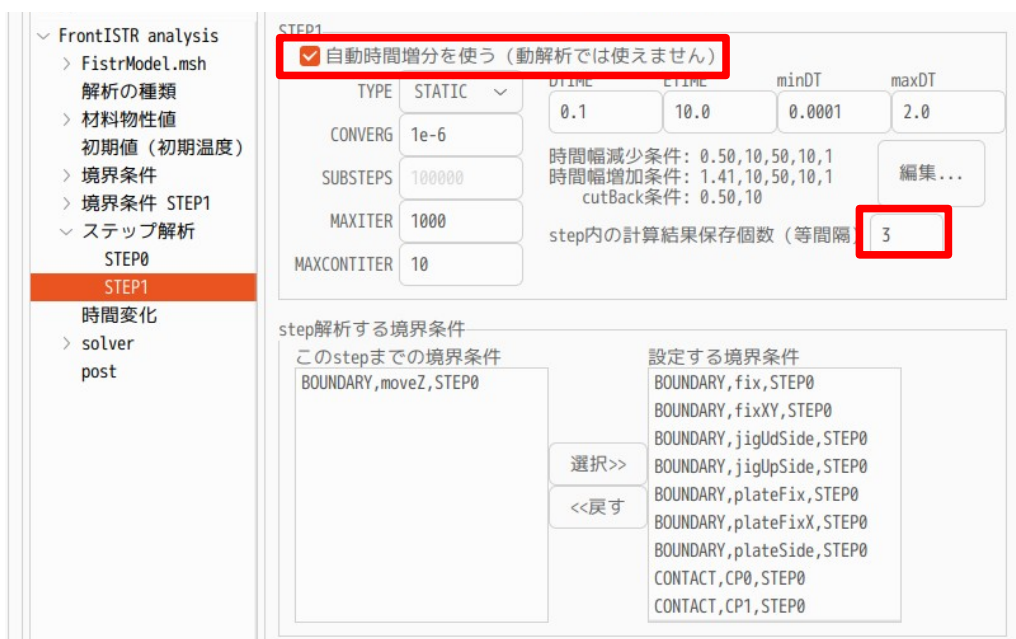 FrontISTR analysis
FistrModel.msh
解析の種類
材料物性値
初期値（初期温度）
境界条件
境界条件 STEP1
ステップ解析
STEP0
STEP1
時間変化
solver
post
STEP1
自動時間増分を使う（動解析では使えません）
TYPE STATIC
DTIME ETIME minDT maxDT
0.1 10.0 0.0001 2.0
CONVERG 1e-6
SUBSTEPS 100000
MAXITER 1000
MAXCONTITER 10
時間幅減少条件: 0.50,10,50,10,1
時間幅増加条件: 1.41,10,50,10,1
cutBack条件: 0.50,10
編集...
step内の計算結果保存個数（等間隔） 3
step解析する境界条件
このstepまでの境界条件
BOUNDARY,moveZ,STEP0
選択>>
<<戻す
設定する境界条件
BOUNDARY,fix,STEP0
BOUNDARY,fixXY,STEP0
BOUNDARY,jigUdSide,STEP0
BOUNDARY,jigUpSide,STEP0
BOUNDARY,plateFix,STEP0
BOUNDARY,plateFixX,STEP0
BOUNDARY,plateSide,STEP0
CONTACT,CP0,STEP0
CONTACT,CP1,STEP0